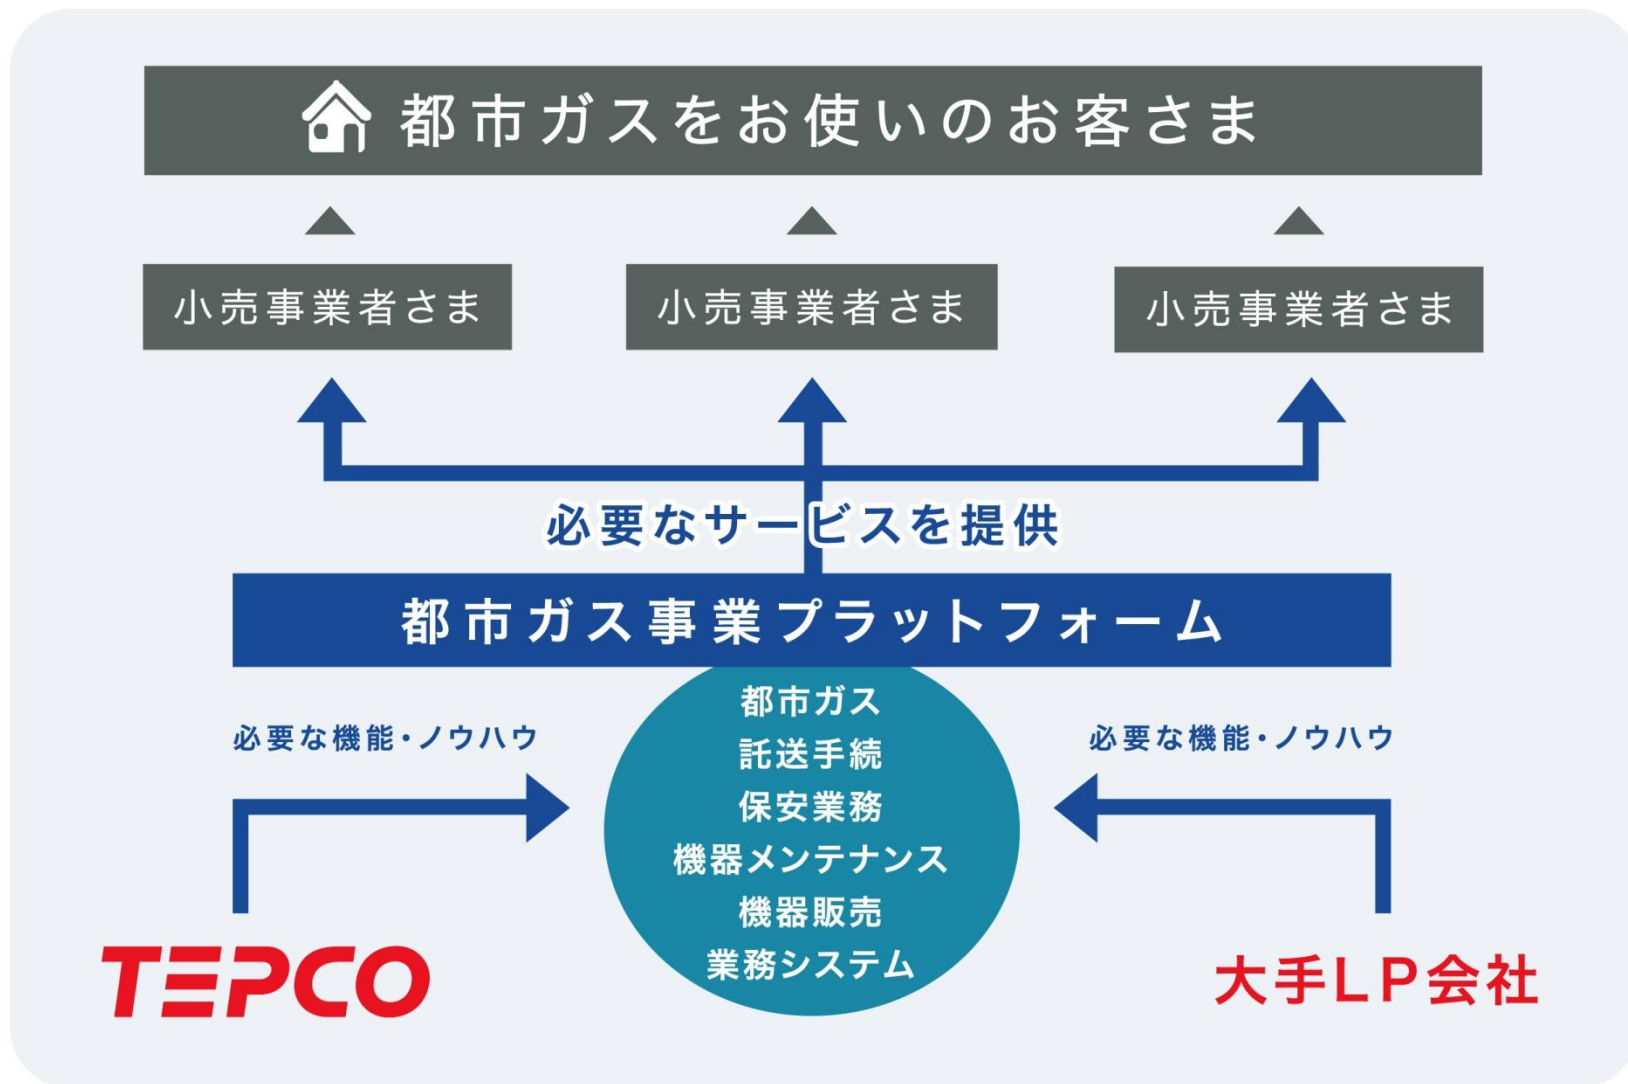 都市ガスをお使いのお客さま
小売事業者さま
小売事業者さま
小売事業者さま
必要なサービスを提供
都市ガス事業プラットフォーム
都市ガス
託送手続
保安業務
機器メンテナンス
機器販売
業務システム
必要な機能・ノウハウ
必要な機能・ノウハウ
TEPCO
大手LP会社